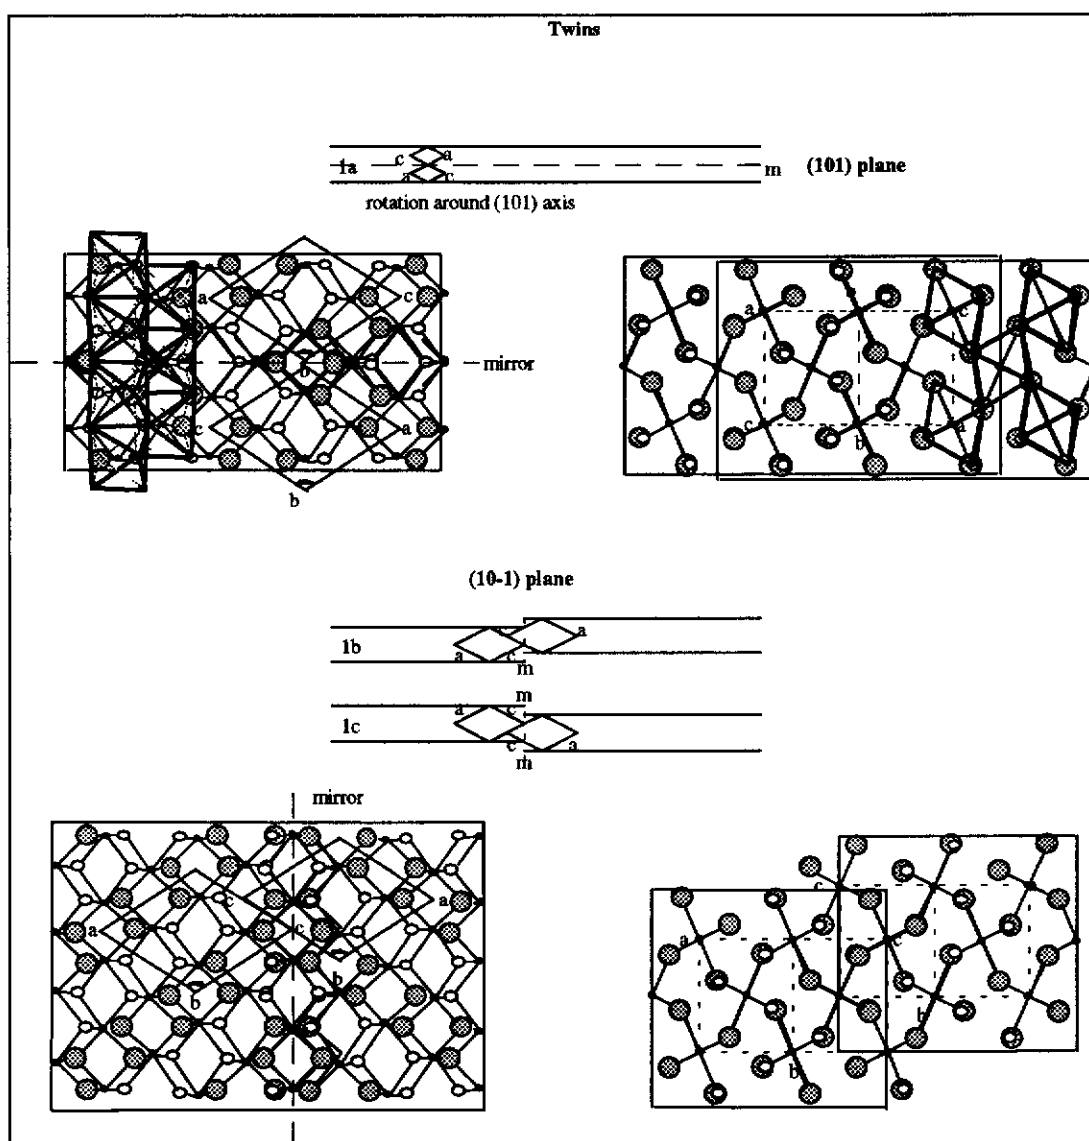 Twins
c a
1a
a c
m
(101) plane
rotation around (101) axis
a c
b
mirror
c a
b
a c
c a
b
(10-1) plane
a
1b
a c
m
m
a c
1c
c a
m
mirror
c a
a c
b b
c
a c
b
b